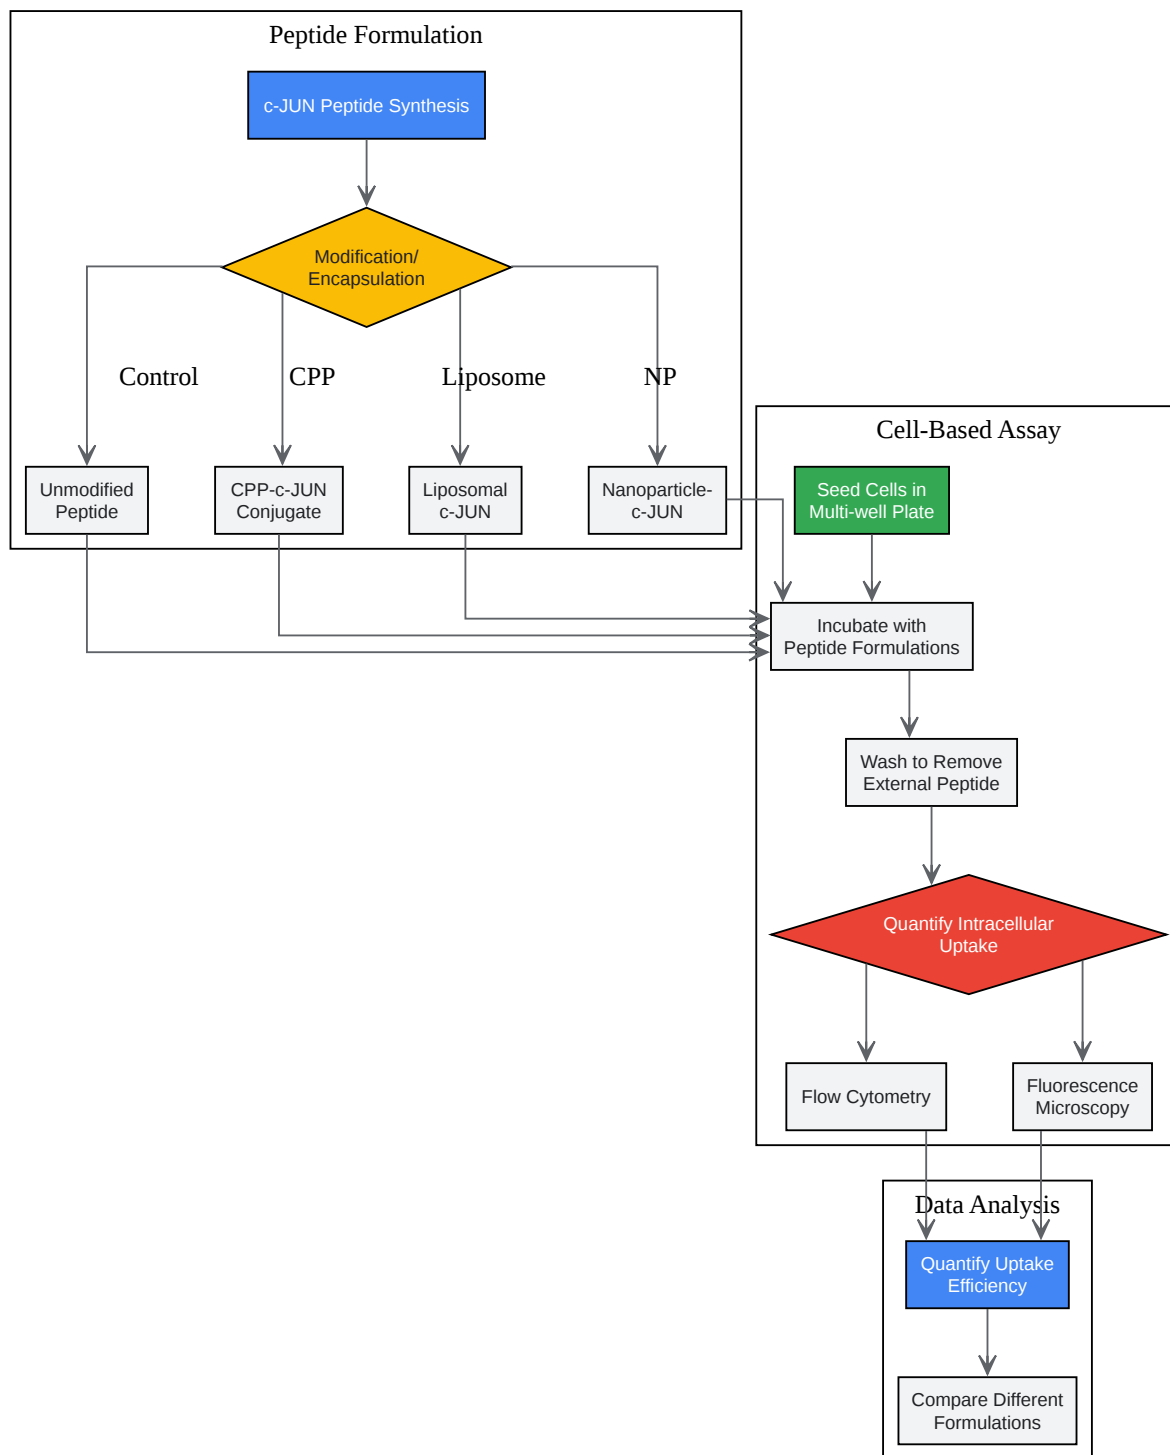 Peptide Formulation
c-JUN Peptide Synthesis
Modification/
Encapsulation
Control
CPP
Liposome
NP
Unmodified
Peptide
CPP-c-JUN
Conjugate
Liposomal
c-JUN
Nanoparticle-
c-JUN
Cell-Based Assay
Seed Cells in
Multi-well Plate
Incubate with
Peptide Formulations
Wash to Remove
External Peptide
Quantify Intracellular
Uptake
Flow Cytometry
Fluorescence
Microscopy
Data Analysis
Quantify Uptake
Efficiency
Compare Different
Formulations